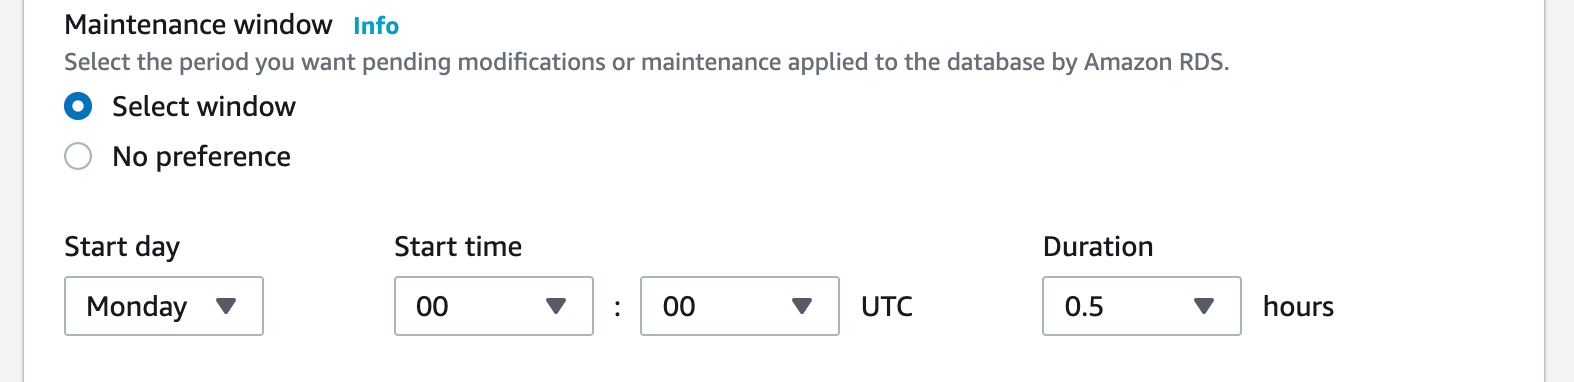 Maintenance window Info
Select the period you want pending modifications or maintenance applied to the database by Amazon RDS.
Select window
No preference
Start day Start time Duration
Monday 00 : 00 UTC 0.5 hours